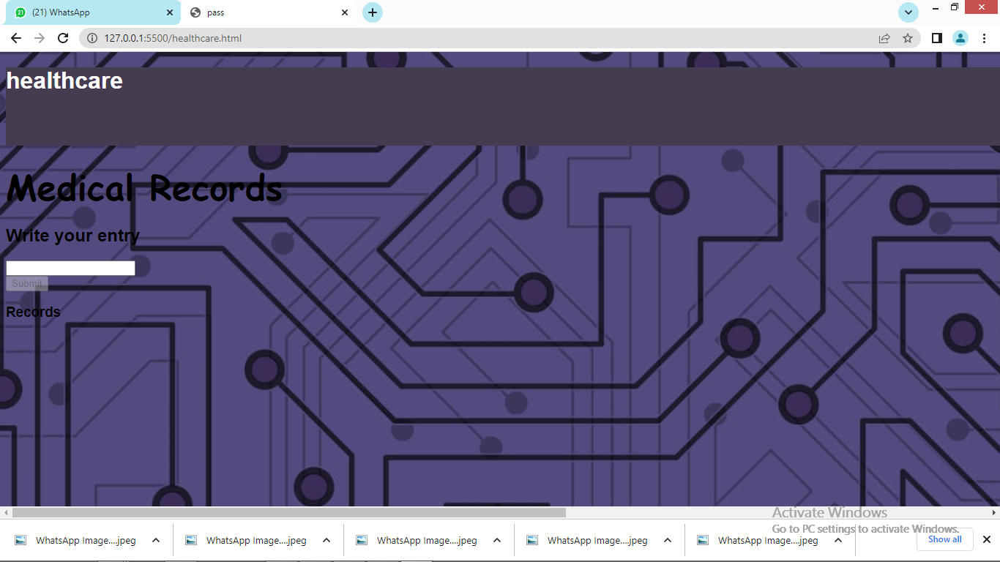 21
(21) WhatsApp
pass
127.0.0.1:5500/healthcare.html
healthcare
Medical Records
Write your entry
Submit
Records
Activate Windows
Go to PC settings to activate Windows.
WhatsApp Image....jpeg
WhatsApp Image....jpeg
WhatsApp Image....jpeg
WhatsApp Image....jpeg
WhatsApp Image....jpeg
Show all